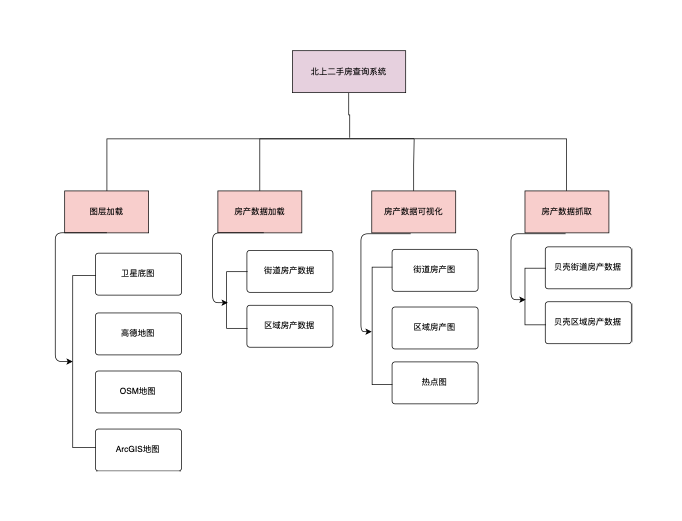 北上二手房查询系统
图层加载
房产数据加载
房产数据可视化
房产数据抓取
卫星底图
高德地图
OSM地图
ArcGIS地图
街道房产数据
区域房产数据
街道房产图
区域房产图
热点图
贝壳街道房产数据
贝壳区域房产数据